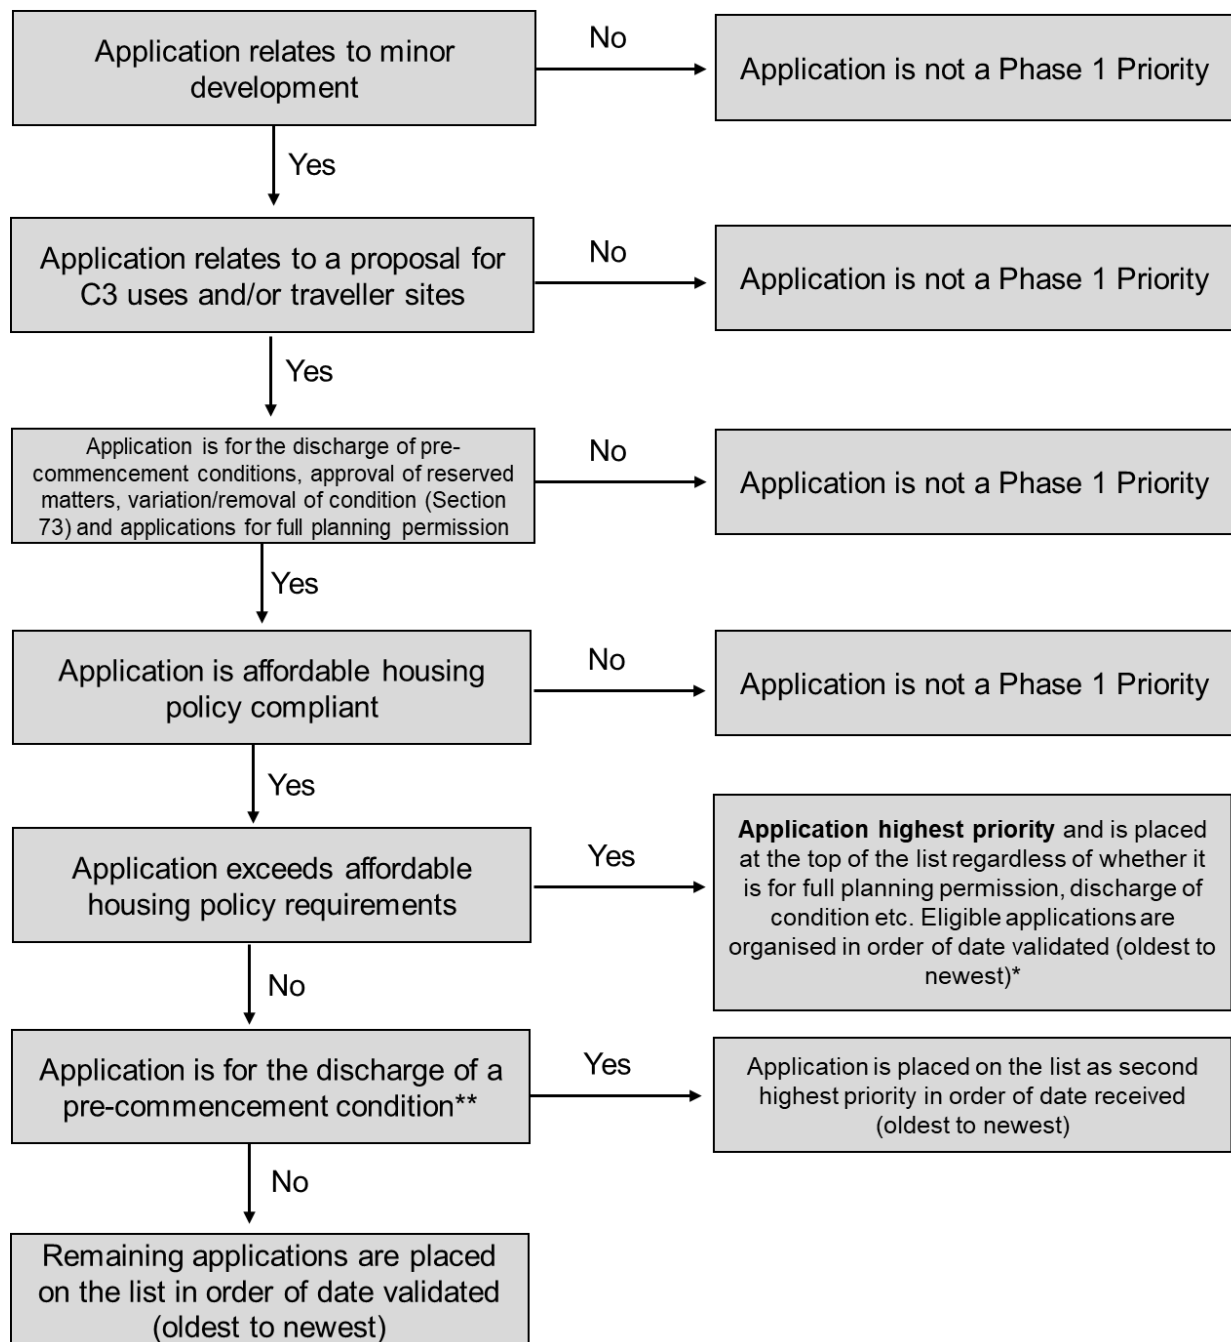 Application relates to minor
development
No
Application is not a Phase 1 Priority
Yes
Application relates to a proposal for
C3 uses and/or traveller sites
No
Application is not a Phase 1 Priority
Yes
Application is for the discharge of pre-
commencement conditions, approval of reserved
matters, variation/removal of condition (Section
73) and applications for full planning permission
No
Application is not a Phase 1 Priority
Yes
Application is affordable housing
policy compliant
No
Application is not a Phase 1 Priority
Yes
Application exceeds affordable
housing policy requirements
Yes
Application highest priority and is placed
at the top of the list regardless of whether it
is for full planning permission, discharge of
condition etc. Eligible applications are
organised in order of date validated (oldest to
newest)*
No
Application is for the discharge of a
pre-commencement condition**
Yes
Application is placed on the list as second
highest priority in order of date received
(oldest to newest)
No
Remaining applications are placed
on the list in order of date validated
(oldest to newest)